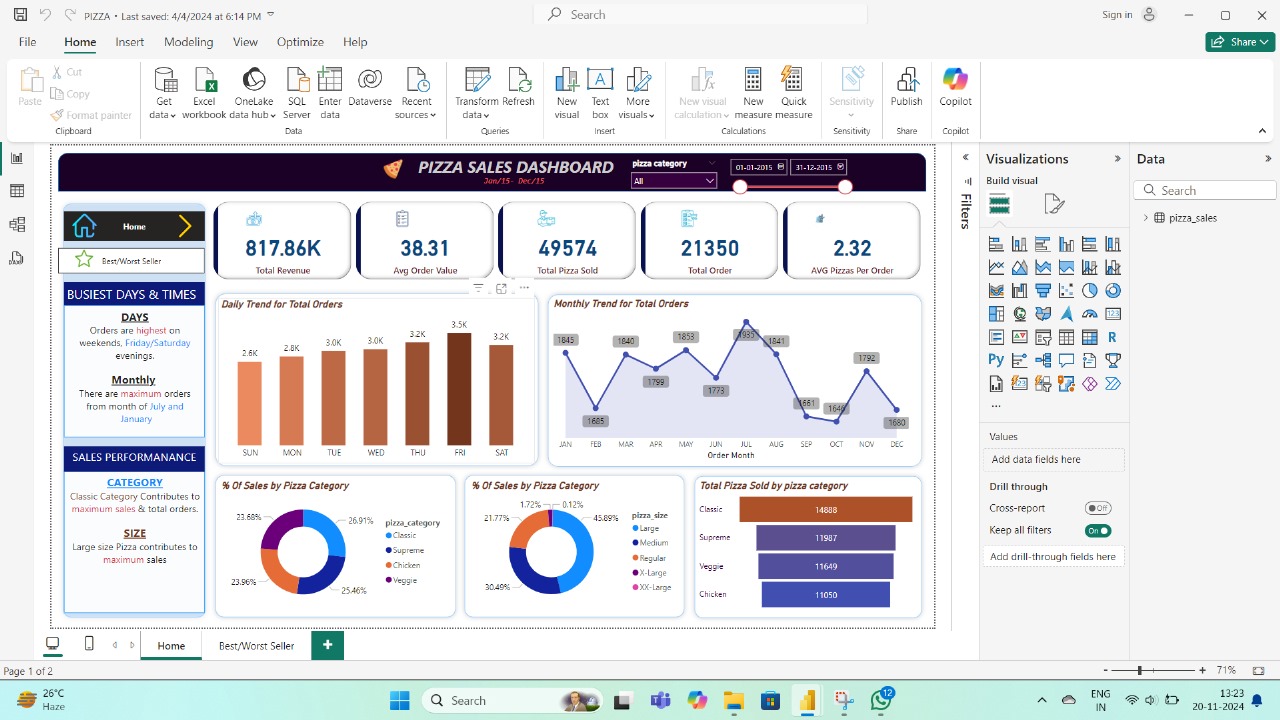 PIZZA • Last saved: 4/4/2024 at 6:14 PM
Search
Sign in
File Home Insert Modeling View Optimize Help
Share
Paste
Cut
Copy
Format painter
Clipboard
Get data
Excel workbook
OneLake data hub
SQL Server
Enter data
Dataverse
Recent sources
Data
Transform data
Refresh
Queries
New visual
Text box
More visuals
Insert
New visual calculation
New measure
Quick measure
Calculations
Sensitivity
Sensitivity
Publish
Share
Copilot
Copilot
PIZZA SALES DASHBOARD
Jan/15- Dec/15
pizza category
All
01-01-2015
31-12-2015
Home
Best/Worst Seller
BUSIEST DAYS & TIMES
DAYS
Orders are highest on
weekends, Friday/Saturday
evenings.
Monthly
There are maximum orders
from month of July and
January
SALES PERFORMANANCE
CATEGORY
Classic Category Contributes to
maximum sales & total orders.
SIZE
Large size Pizza contributes to
maximum sales
817.86K
Total Revenue
38.31
Avg Order Value
49574
Total Pizza Sold
21350
Total Order
2.32
AVG Pizzas Per Order
Daily Trend for Total Orders
2.6K 2.8K 3.0K 3.0K 3.2K 3.5K 3.2K
SUN MON TUE WED THU FRI SAT
Monthly Trend for Total Orders
1845 1685 1840 1799 1853 1773 1935 1841 1661 1646 1792 1680
JAN FEB MAR APR MAY JUN JUL AUG SEP OCT NOV DEC
Order Month
% Of Sales by Pizza Category
23.68%
26.91%
23.96%
25.46%
pizza_category
Classic
Supreme
Chicken
Veggie
% Of Sales by Pizza Category
1.72%
0.12%
21.77%
45.89%
30.49%
pizza_size
Large
Medium
Regular
X-Large
XX-Large
Total Pizza Sold by pizza category
Classic 14888
Supreme 11987
Veggie 11649
Chicken 11050
Filters
Visualizations
Build visual
123
Py
R
Values
Add data fields here
Drill through
Cross-report
Off
Keep all filters
On
Add drill-through fields here
Data
Search
pizza_sales
Home
Best/Worst Seller
Page 1 of 2
71%
26°C
Haze
Search
12
ENG
IN
13:23
20-11-2024